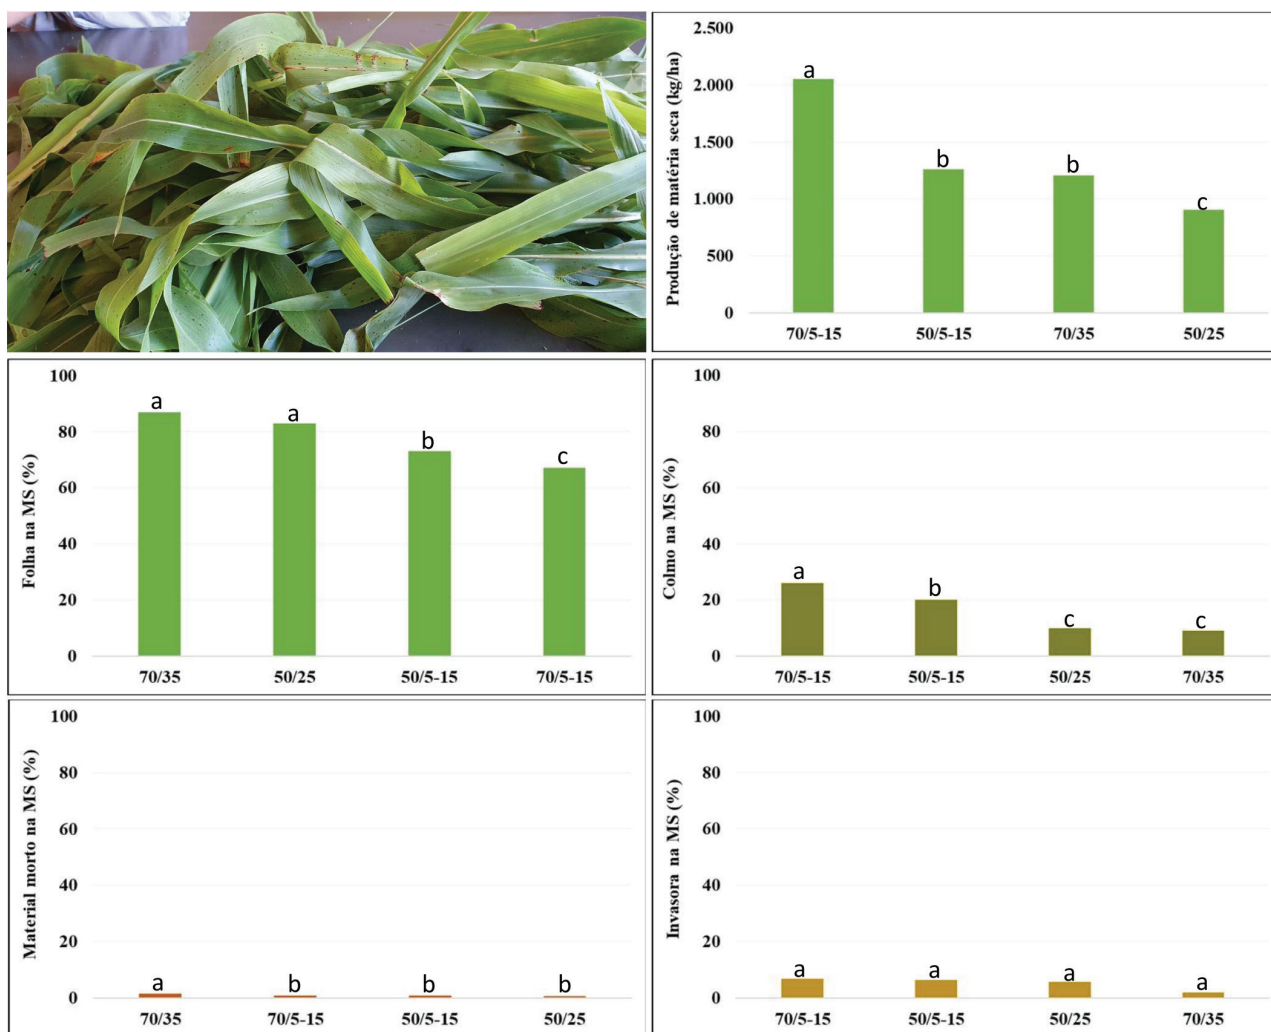 Produção de matéria seca (kg/ha)
2.500
2.000
1.500
1.000
500
0
a
b
b
c
70/5-15 50/5-15 70/35 50/25
Folha na MS (%)
100
80
60
40
20
0
a
a
b
c
70/35 50/25 50/5-15 70/5-15
Colmo na MS (%)
100
80
60
40
20
0
a
b
c
c
70/5-15 50/5-15 50/25 70/35
Material morto na MS (%)
100
80
60
40
20
0
a
b
b
b
70/35 70/5-15 50/5-15 50/25
Invasora na MS (%)
100
80
60
40
20
0
a
a
a
a
70/5-15 50/5-15 50/25 70/35